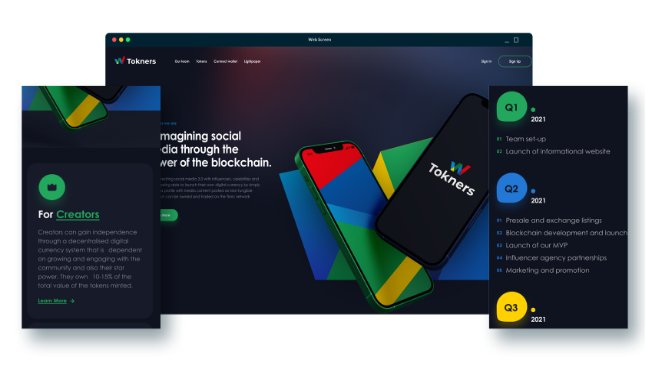 Web Screens
Tokners
Our team Tokens Connect wallet Lightpaper
Sign in Sign Up
magining social
dia through the
wer of the blockchain.
Tokners
For Creators
Creators can gain independence
through a decentralised digital
currency system that is dependent
on growing and engaging with the
community and also their star
power. They own 10-15% of the
total value of the tokens minted.
Learn More →
Q1
2021
01 Team set-up
02 Launch of informational website
Q2
2021
01 Presale and exchange listings
02 Blockchain development and launch
03 Launch of our MVP
04 Influencer agency partnerships
05 Marketing and promotion
Q3
2021